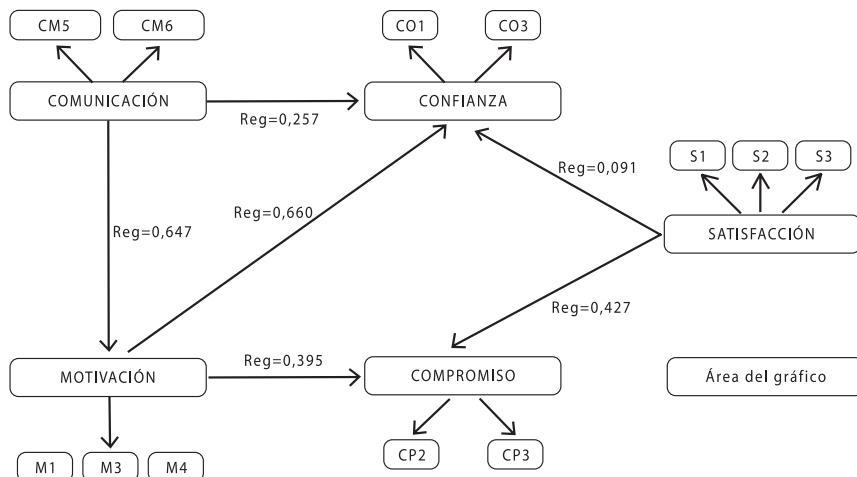 CM5
CM6
CO1
CO3
COMUNICACIÓN
CONFIANZA
Reg=0,257
S1
S2
S3
Reg=0,091
Reg=0,660
Reg=0,647
SATISFACCIÓN
Reg=0,427
Reg=0,395
MOTIVACIÓN
COMPROMISO
Área del gráfico
M1
M3
M4
CP2
CP3